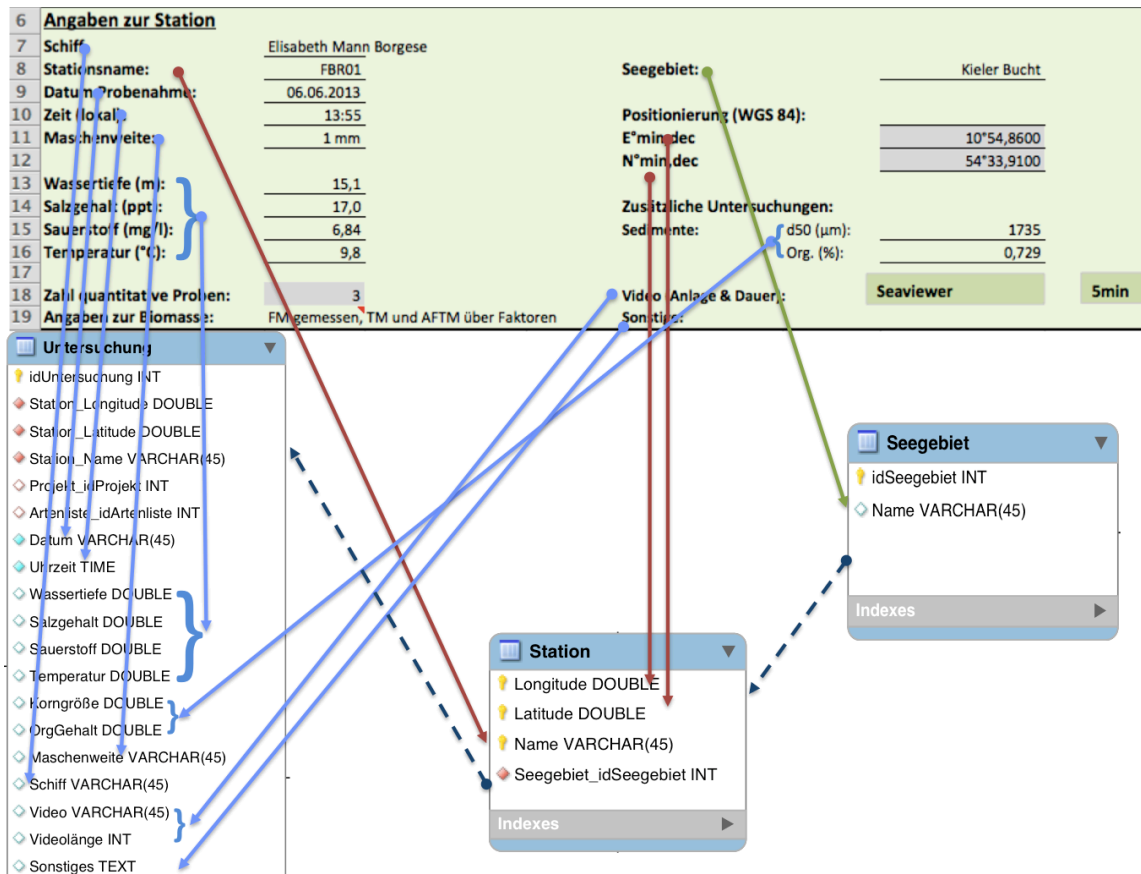 6 Angaben zur Station
7 Schiff Elisabeth Mann Borgese
8 Stationsname: FBR01 Seegebiet: Kieler Bucht
9 Datum Probenahme: 06.06.2013
10 Zeit (lokal): 13:55 Positionierung (WGS 84):
11 Maschenweite: 1 mm E°min,dec 10°54,8600
12 N°min,dec 54°33,9100
13 Wassertiefe (m): 15,1
14 Salzgehalt (ppt): 17,0 Zusätzliche Untersuchungen:
15 Sauerstoff (mg/l): 6,84 Sedimente: d50 (µm): 1735
16 Temperatur (°C): 9,8 Org. (%): 0,729
17
18 Zahl quantitative Proben: 3 Video (Anlage & Dauer): Seaviewer 5min
19 Angaben zur Biomasse: FM gemessen, TM und AFTM über Faktoren Sonstige:
Untersuchung
idUntersuchung INT
Station_Longitude DOUBLE
Station_Latitude DOUBLE
Station_Name VARCHAR(45)
Projekt_idProjekt INT
Artenliste_idArtenliste INT
Datum VARCHAR(45)
Uhrzeit TIME
Wassertiefe DOUBLE
Salzgehalt DOUBLE
Sauerstoff DOUBLE
Temperatur DOUBLE
Korngröße DOUBLE
OrgGehalt DOUBLE
Maschenweite VARCHAR(45)
Schiff VARCHAR(45)
Video VARCHAR(45)
Videolänge INT
Sonstiges TEXT
Station
Longitude DOUBLE
Latitude DOUBLE
Name VARCHAR(45)
Seegebiet_idSeegebiet INT
Indexes
Seegebiet
idSeegebiet INT
Name VARCHAR(45)
Indexes